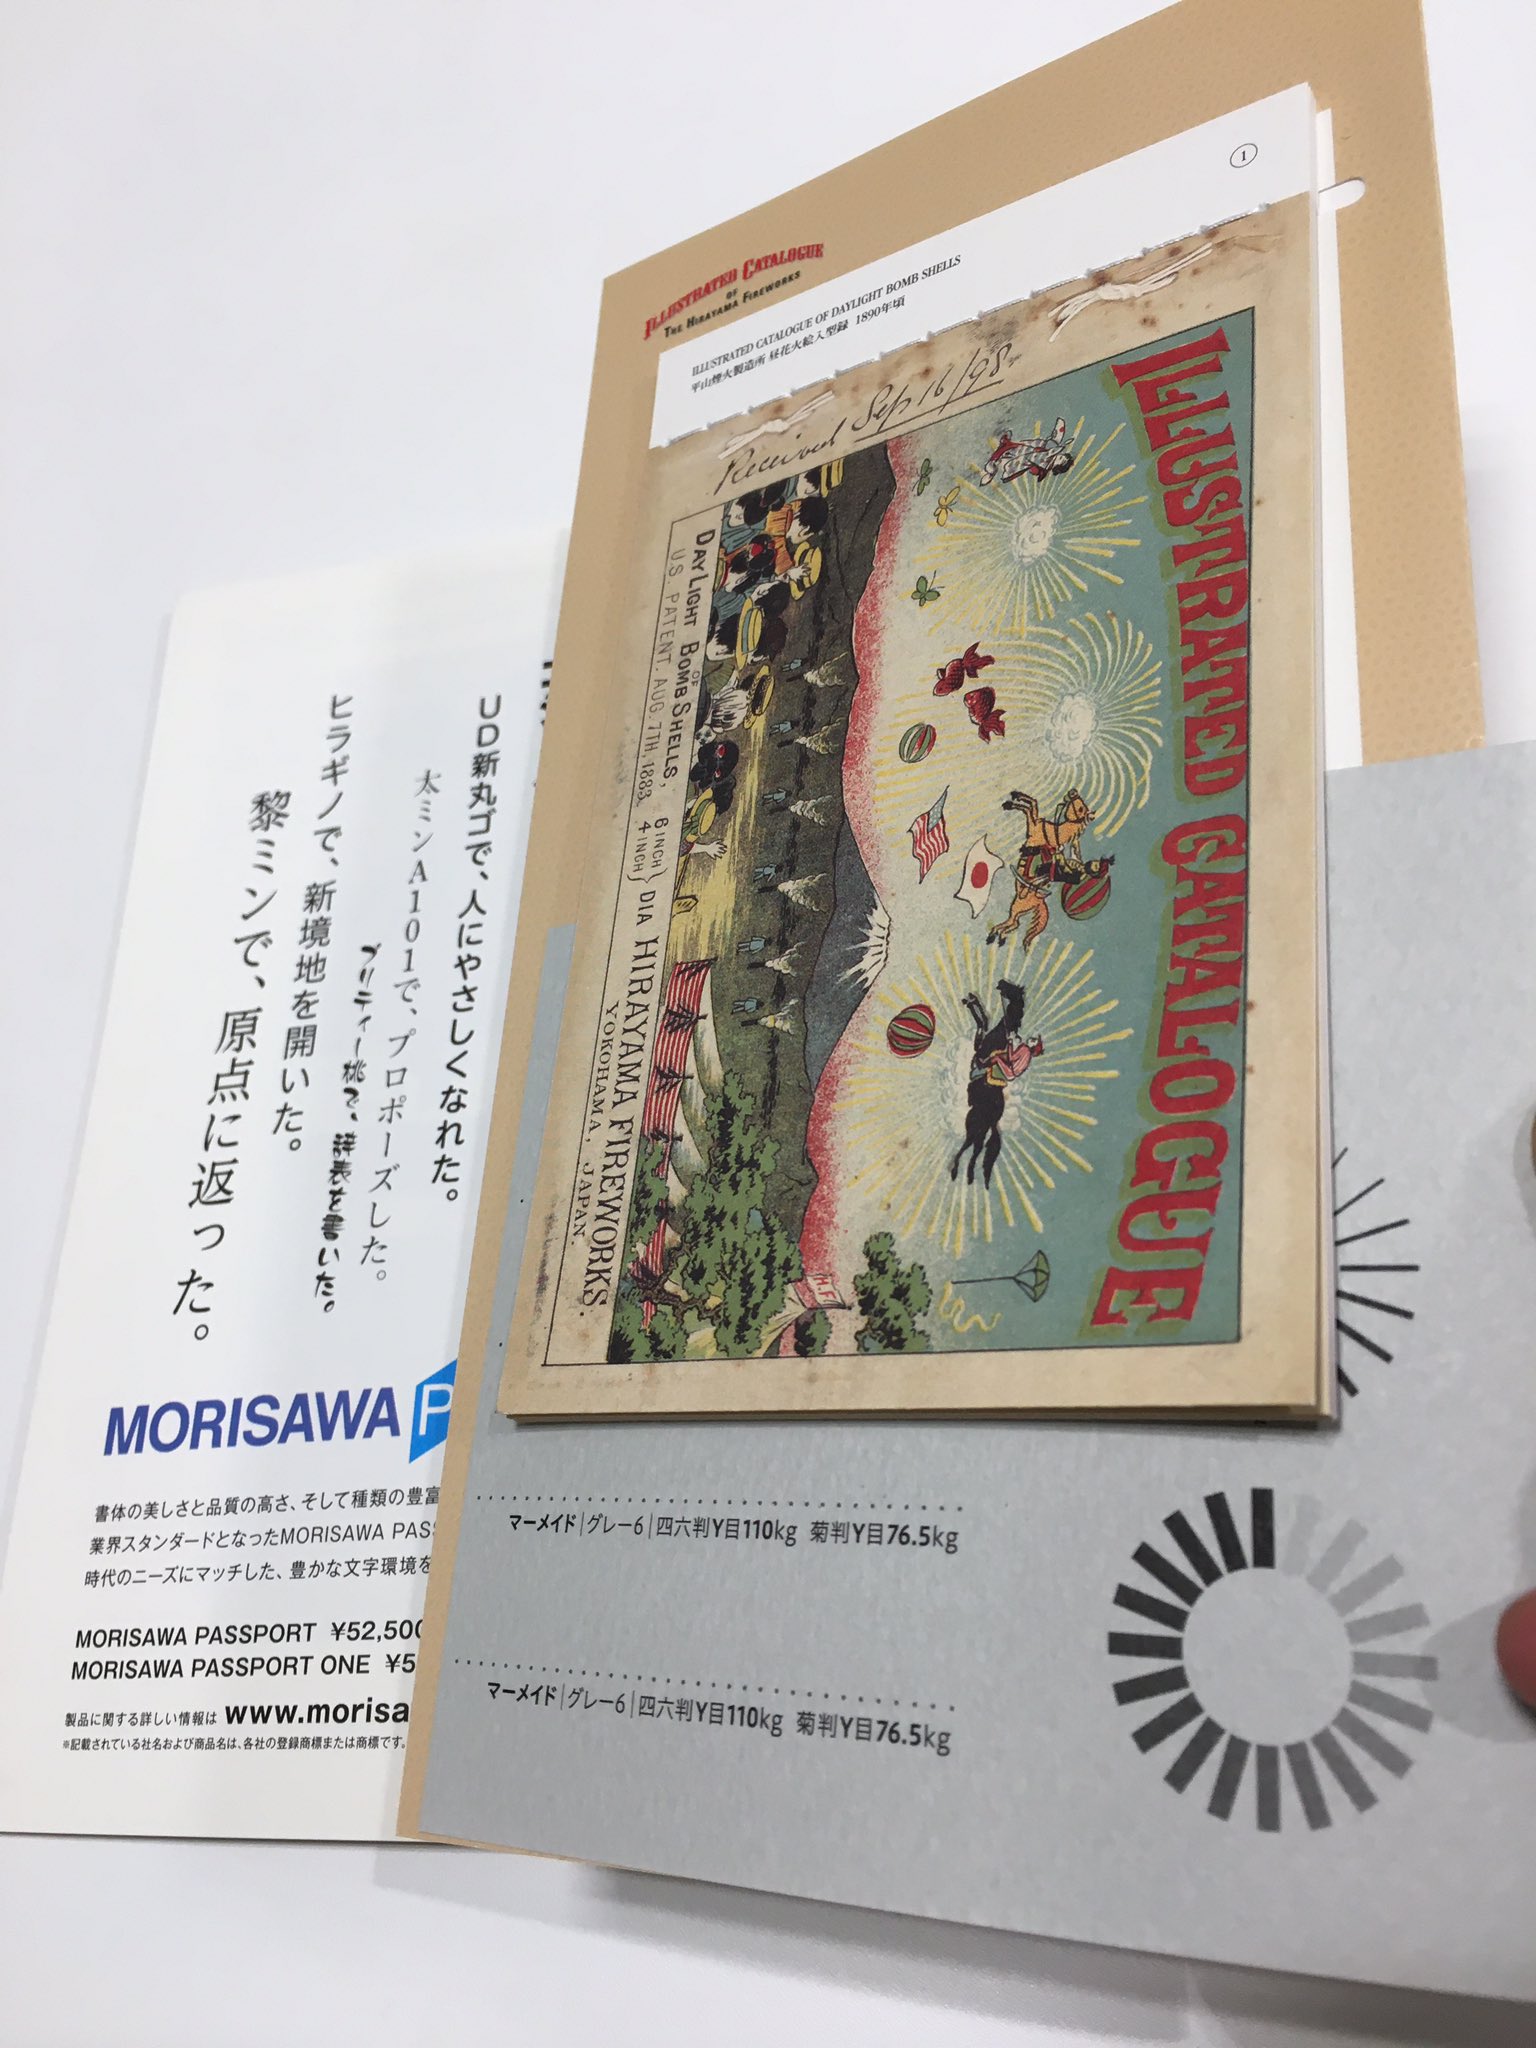 ILLUSTRATED CATALOGUE
OF
THE HIRAYAMA FIREWORKS
1
ILLUSTRATED CATALOGUE OF DAYLIGHT BOMB SHELLS
平山煙火製造所 昼花火絵入型録 1890年頃
Received Sep 16/98.
ILLUSTRATED CATALOGUE
H.F.
OF
DAYLIGHT BOMB SHELLS, 6 INCH } DIA HIRAYAMA FIREWORKS.
U.S. PATENT, AUG. 7TH, 1883. 4 INCH } YOKOHAMA, JAPAN.
UD新丸ゴで、人にやさしくなれた。
太ミンA101で、プロポーズした。
プリティー桃で、辞表を書いた。
ヒラギノで、新境地を開いた。
黎ミンで、原点に返った。
MORISAWA P
書体の美しさと品質の高さ、そして種類の豊富
業界スタンダードとなったMORISAWA PASS
時代のニーズにマッチした、豊かな文字環境を
MORISAWA PASSPORT ¥52,500
MORISAWA PASSPORT ONE ¥5
製品に関する詳しい情報は www.morisa
※記載されている社名および商品名は、各社の登録商標または商標です。
マーメイド|グレー6|四六判Y目110kg 菊判Y目76.5kg
マーメイド|グレー6|四六判Y目110kg 菊判Y目76.5kg